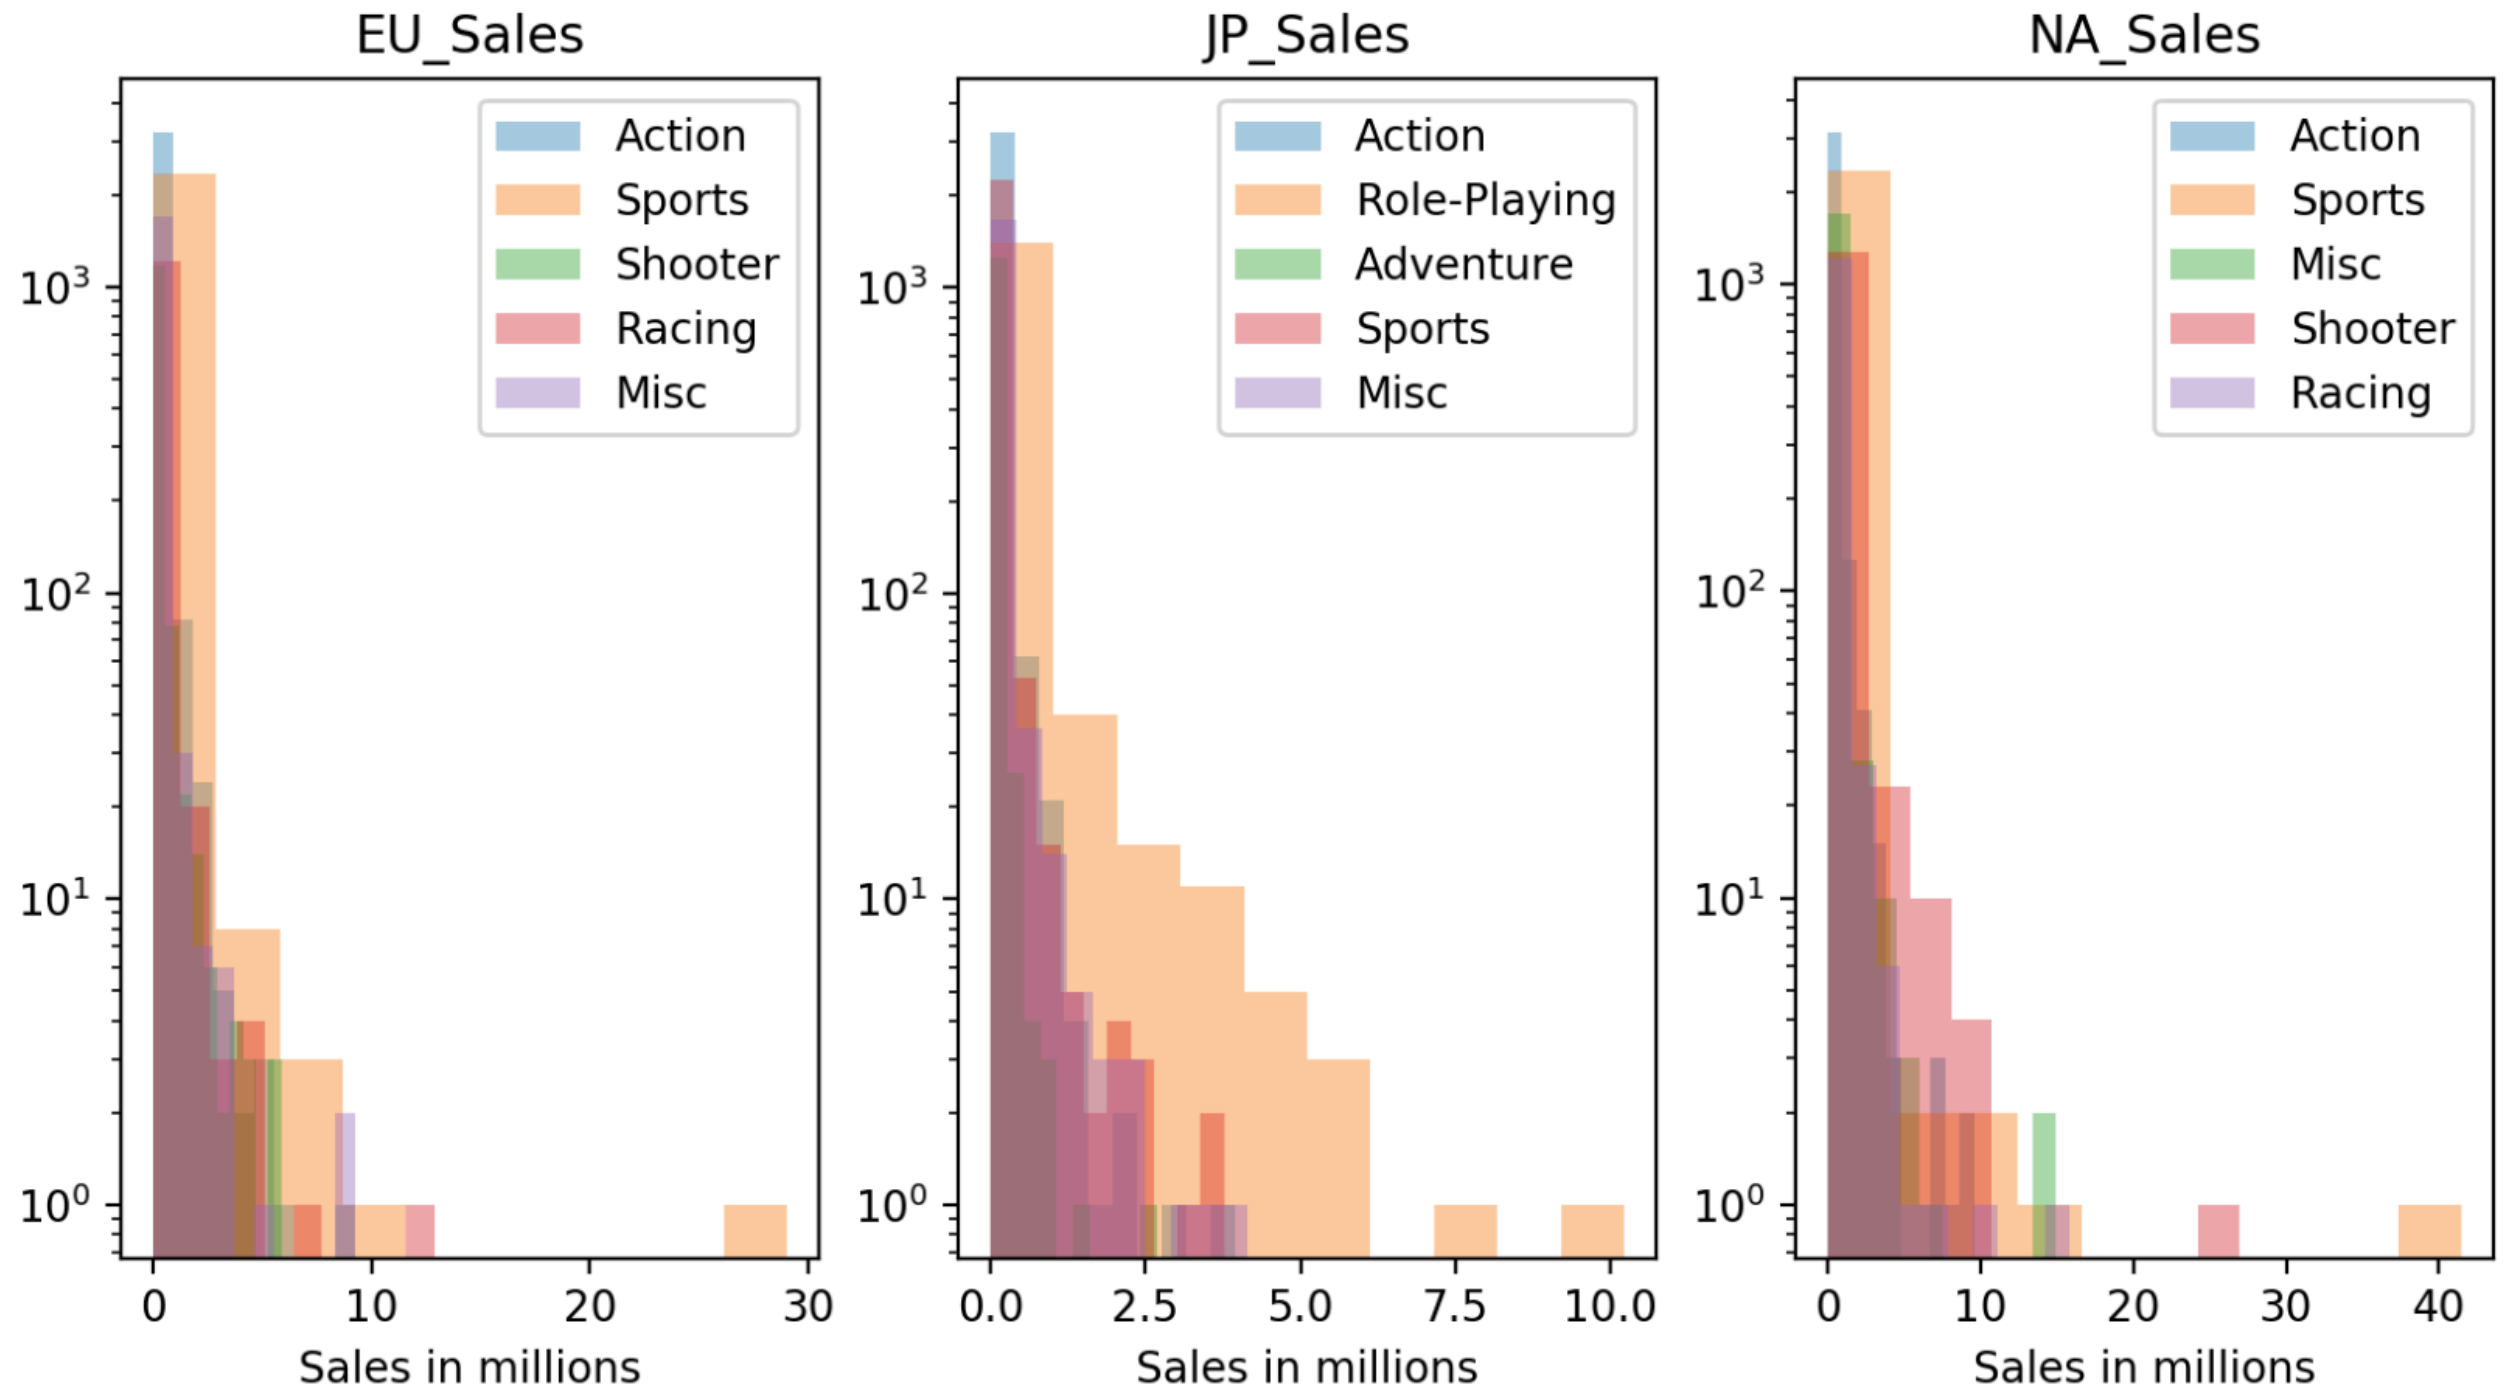 EU_Sales
Action
Sports
Shooter
Racing
Misc
10³
10²
10¹
10⁰
0 10 20 30
Sales in millions
JP_Sales
Action
Role-Playing
Adventure
Sports
Misc
10³
10²
10¹
10⁰
0.0 2.5 5.0 7.5 10.0
Sales in millions
NA_Sales
Action
Sports
Misc
Shooter
Racing
10³
10²
10¹
10⁰
0 10 20 30 40
Sales in millions